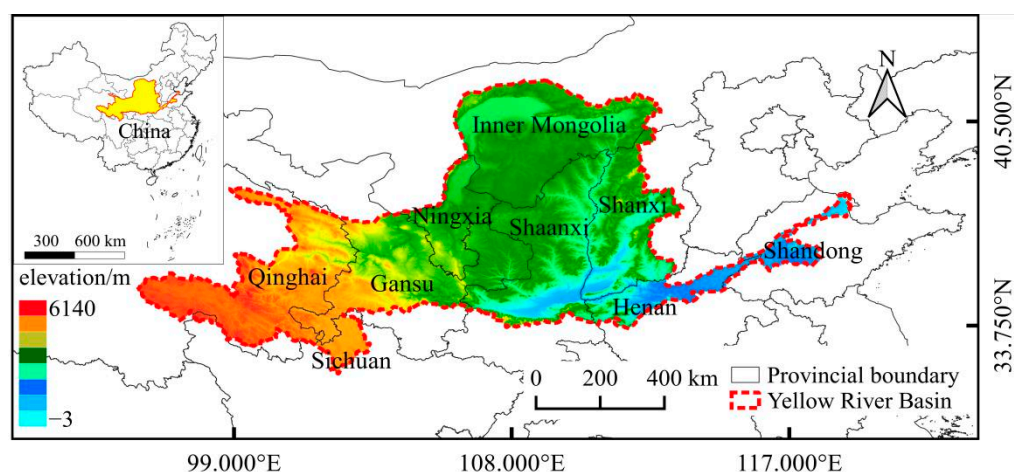 China
300 600 km
elevation/m
6140
−3
N
Inner Mongolia
Ningxia
Shaanxi
Shanxi
Shandong
Qinghai
Gansu
Henan
Sichuan
0 200 400 km
Provincial boundary
Yellow River Basin
40.500°N
33.750°N
99.000°E 108.000°E 117.000°E